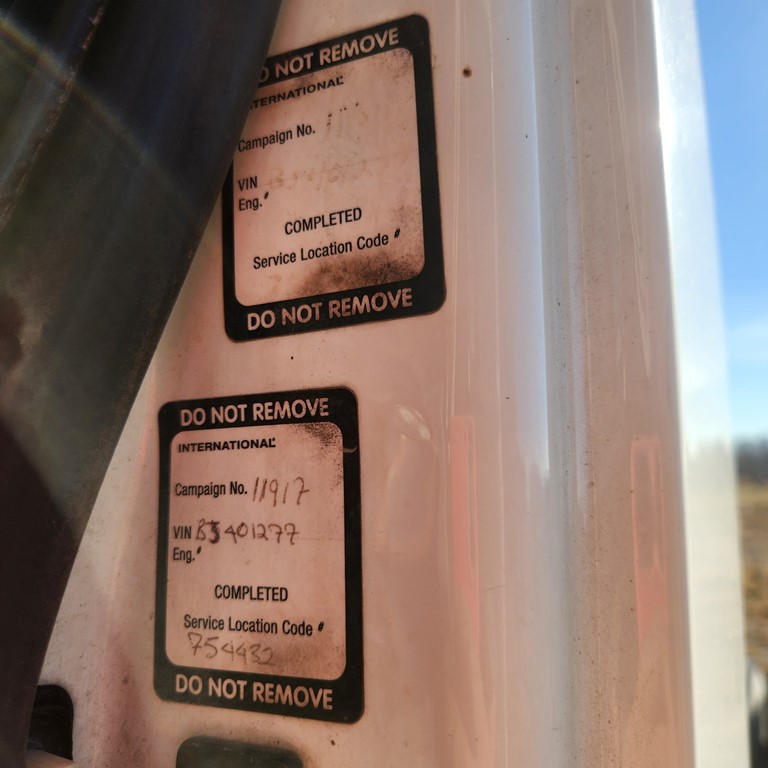 DO NOT REMOVE
INTERNATIONAL
Campaign No.
VIN
Eng.#
COMPLETED
Service Location Code #
DO NOT REMOVE
DO NOT REMOVE
INTERNATIONAL
Campaign No. 11917
VIN BJ401277
Eng.#
COMPLETED
Service Location Code #
754432
DO NOT REMOVE